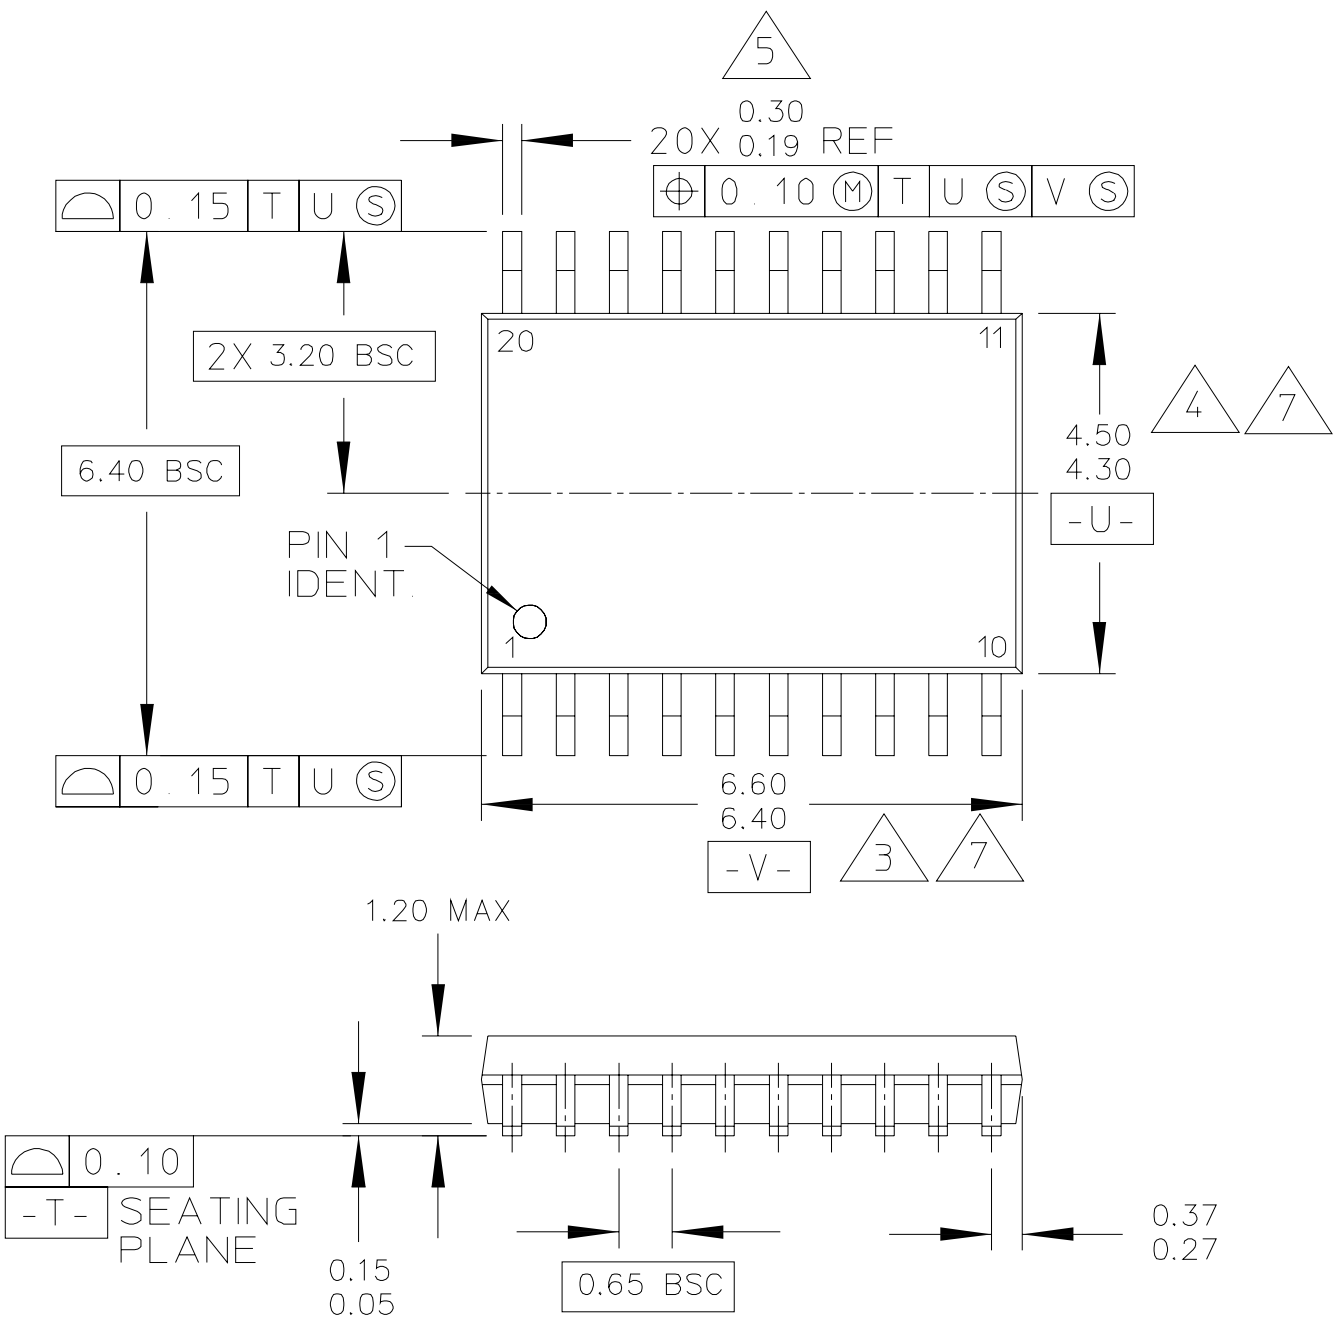 5
0.30
20X 0.19 REF
0.10 Ⓜ T U Ⓢ V Ⓢ
0.15 T U Ⓢ
20
11
2X 3.20 BSC
4
7
4.50
4.30
6.40 BSC
-U-
PIN 1
IDENT.
1
10
0.15 T U Ⓢ
6.60
6.40
-V-
3
7
1.20 MAX
0.10
-T- SEATING
PLANE
0.37
0.27
0.15
0.05
0.65 BSC